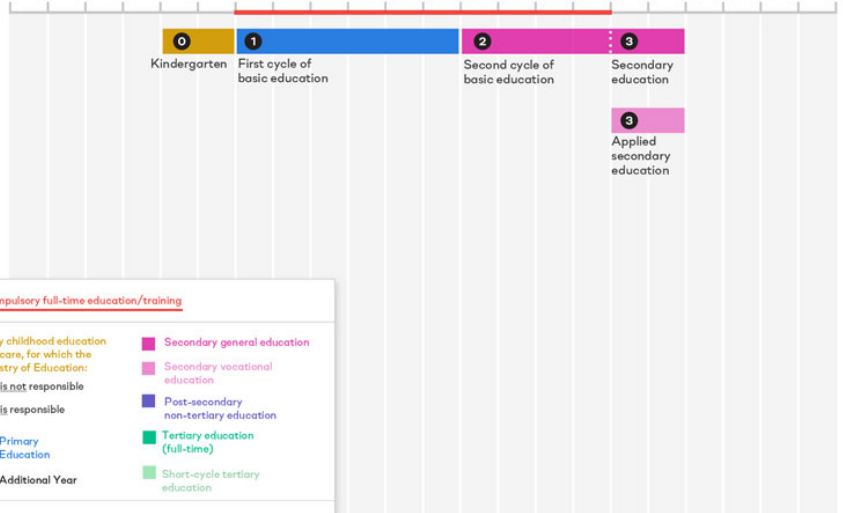 0
1
2
3
Kindergarten
First cycle of
basic education
Second cycle of
basic education
Secondary
education
3
Applied
secondary
education
mpulsory full-time education/training
y childhood education
care, for which the
stry of Education:
is not responsible
is responsible
Primary
Education
Additional Year
Secondary general education
Secondary vocational
education
Post-secondary
non-tertiary education
Tertiary education
(full-time)
Short-cycle tertiary
education